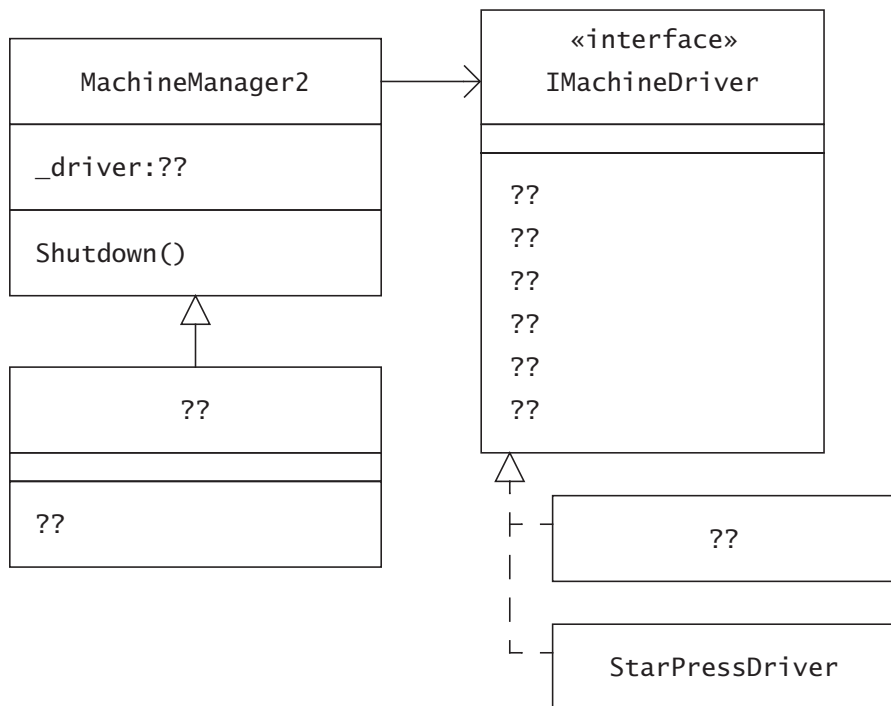 MachineManager2
_driver:??
Shutdown()
??
??
«interface»
IMachineDriver
??
??
??
??
??
??
??
StarPressDriver